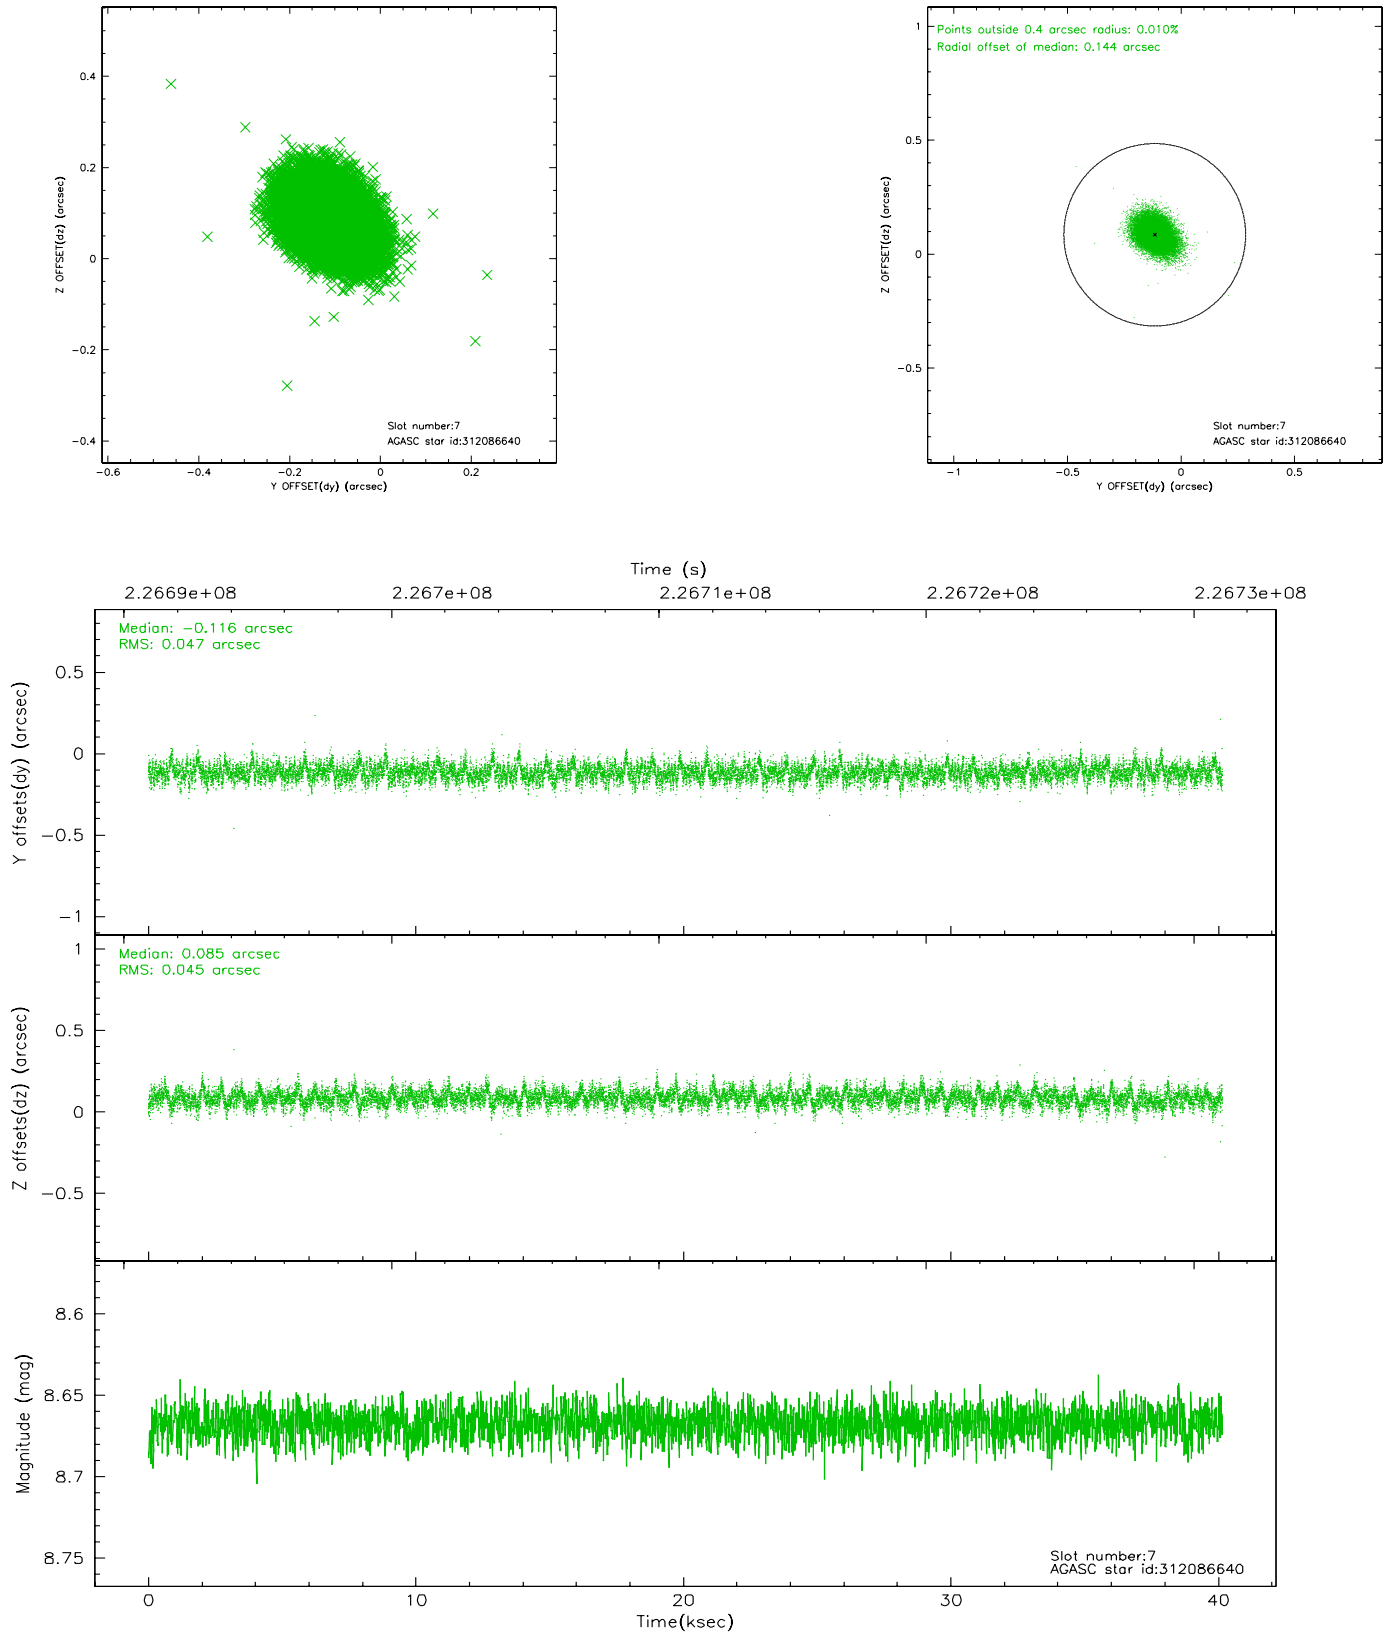 0.4
0.2
0
−0.2
−0.4
Z OFFSET(dz) (arcsec)
−0.6 −0.4 −0.2 0 0.2
Y OFFSET(dy) (arcsec)
Slot number:7
AGASC star id:312086640
Points outside 0.4 arcsec radius: 0.010%
Radial offset of median: 0.144 arcsec
1
0.5
0
−0.5
Z OFFSET(dz) (arcsec)
−1 −0.5 0 0.5
Y OFFSET(dy) (arcsec)
Slot number:7
AGASC star id:312086640
Time (s)
2.2669e+08 2.267e+08 2.2671e+08 2.2672e+08 2.2673e+08
Median: −0.116 arcsec
RMS: 0.047 arcsec
0.5
0
−0.5
−1
Y offsets(dy) (arcsec)
Median: 0.085 arcsec
RMS: 0.045 arcsec
1
0.5
0
−0.5
Z offsets(dz) (arcsec)
8.6
8.65
8.7
8.75
Magnitude (mag)
Slot number:7
AGASC star id:312086640
0 10 20 30 40
Time(ksec)